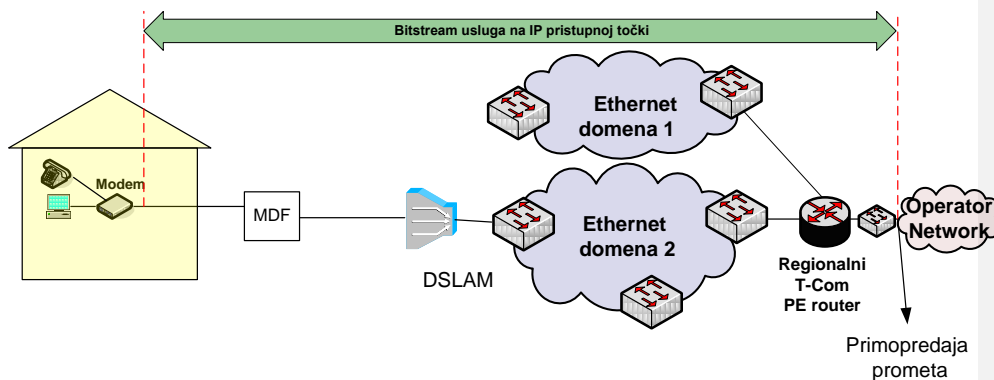 Bitstream usluga na IP pristupnoj točki
Ethernet
domena 1
Modem
MDF
DSLAM
Ethernet
domena 2
Regionalni
T-Com
PE router
Operator
Network
Primopredaja
prometa